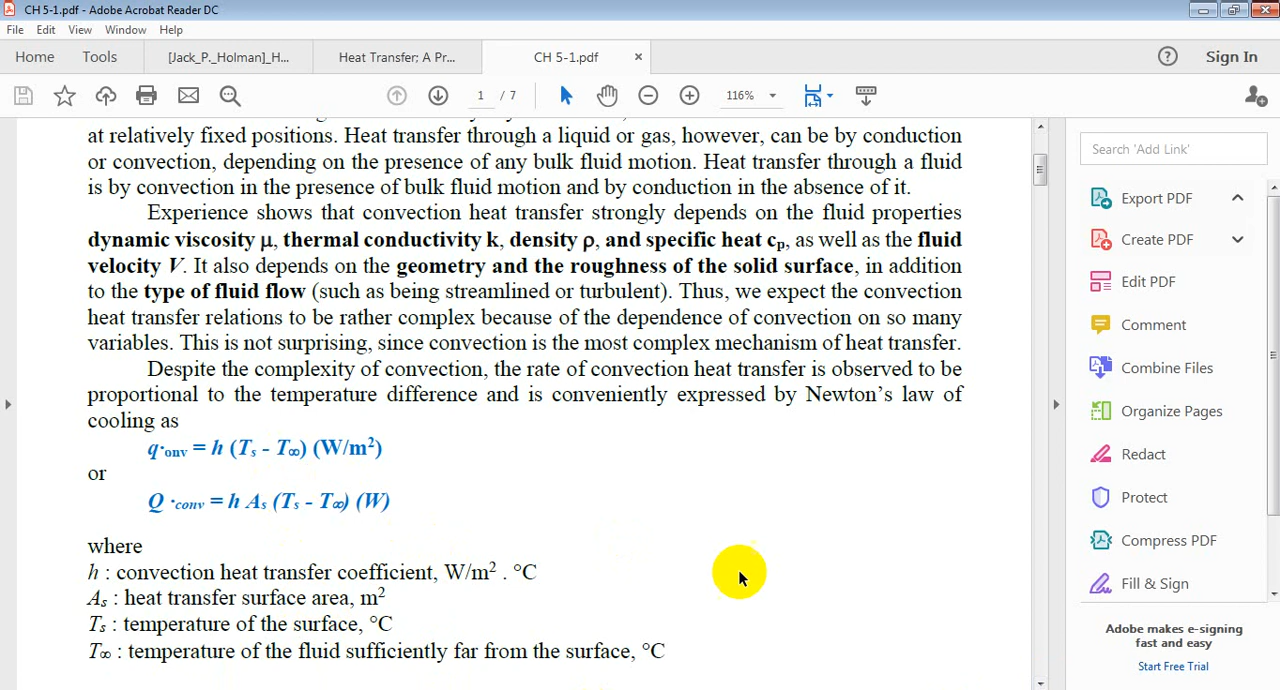 CH 5-1.pdf - Adobe Acrobat Reader DC
File Edit View Window Help
Home Tools [Jack_P._Holman]_H... Heat Transfer; A Pr... CH 5-1.pdf × Sign In
1 / 7 116%
at relatively fixed positions. Heat transfer through a liquid or gas, however, can be by conduction
or convection, depending on the presence of any bulk fluid motion. Heat transfer through a fluid
is by convection in the presence of bulk fluid motion and by conduction in the absence of it.
Experience shows that convection heat transfer strongly depends on the fluid properties
dynamic viscosity μ, thermal conductivity k, density ρ, and specific heat cp, as well as the fluid
velocity V. It also depends on the geometry and the roughness of the solid surface, in addition
to the type of fluid flow (such as being streamlined or turbulent). Thus, we expect the convection
heat transfer relations to be rather complex because of the dependence of convection on so many
variables. This is not surprising, since convection is the most complex mechanism of heat transfer.
Despite the complexity of convection, the rate of convection heat transfer is observed to be
proportional to the temperature difference and is conveniently expressed by Newton's law of
cooling as
q·onv = h (Ts - T∞) (W/m²)
or
Q ·conv = h As (Ts - T∞) (W)
where
h : convection heat transfer coefficient, W/m² . °C
As : heat transfer surface area, m²
Ts : temperature of the surface, °C
T∞ : temperature of the fluid sufficiently far from the surface, °C
Search 'Add Link'
Export PDF
Create PDF
Edit PDF
Comment
Combine Files
Organize Pages
Redact
Protect
Compress PDF
Fill & Sign
Adobe makes e-signing
fast and easy
Start Free Trial